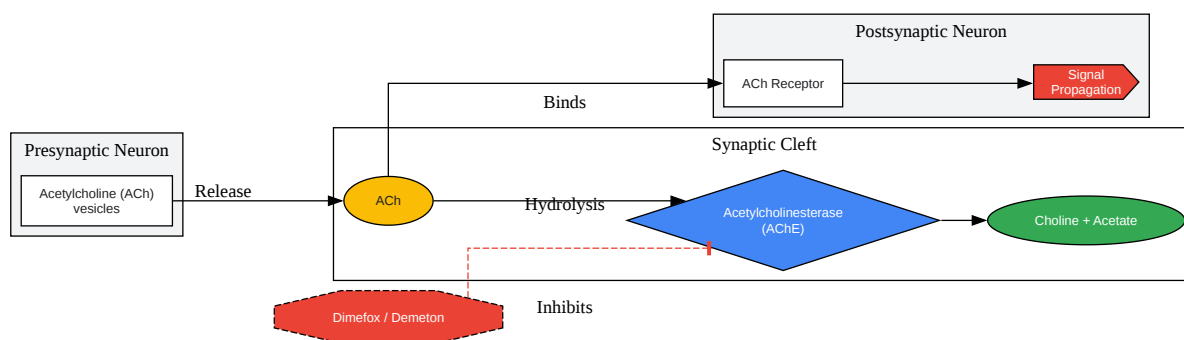 Postsynaptic Neuron
ACh Receptor
Signal
Propagation
Binds
Presynaptic Neuron
Acetylcholine (ACh)
vesicles
Release
Synaptic Cleft
ACh
Hydrolysis
Acetylcholinesterase
(AChE)
Choline + Acetate
Inhibits
Dimefox / Demeton